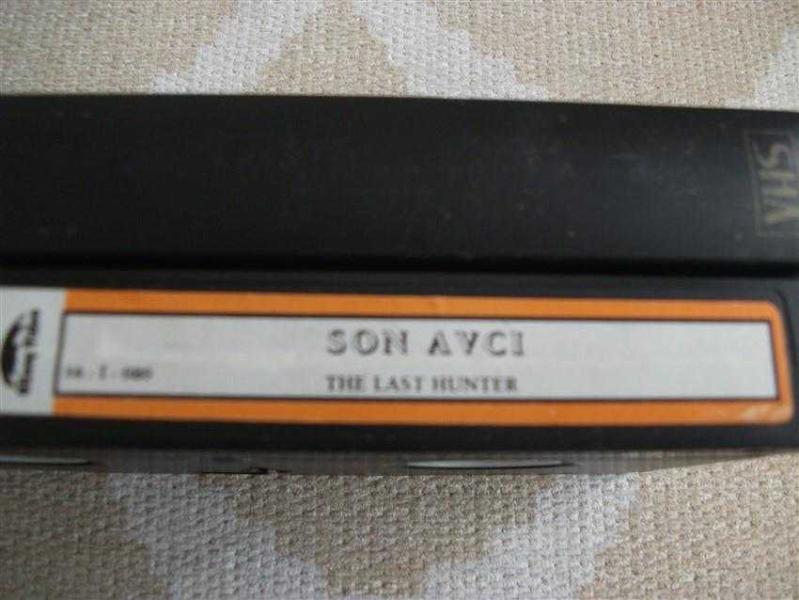 VHS
SON AVCI
THE LAST HUNTER